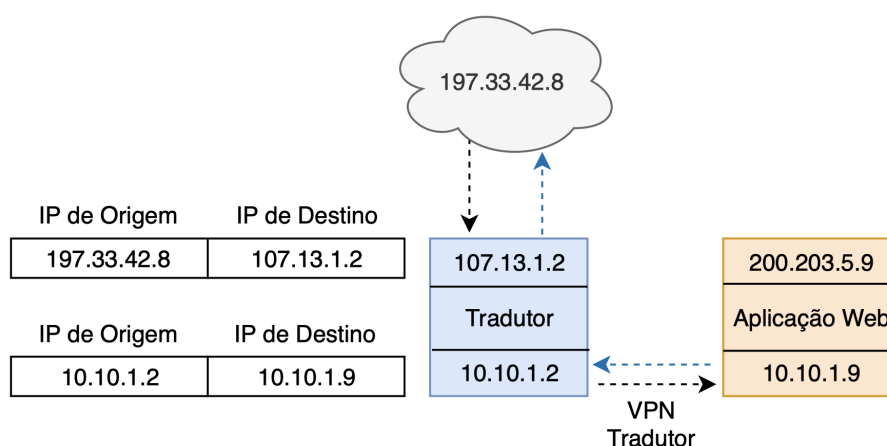 197.33.42.8
IP de Origem IP de Destino
197.33.42.8 107.13.1.2
107.13.1.2
200.203.5.9
Tradutor
Aplicação Web
IP de Origem IP de Destino
10.10.1.2 10.10.1.9
10.10.1.2
10.10.1.9
VPN
Tradutor